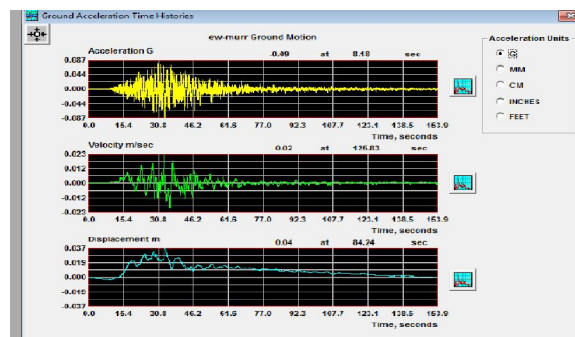 Ground Acceleration Time Histories
ew-murr Ground Motion
Acceleration G -0.09 at 8.18 sec
0.087
0.044
0.000
-0.044
-0.087
0.0 15.4 30.8 46.2 61.6 77.0 92.3 107.7 123.1 138.5 153.9
Time, seconds
Velocity m/sec 0.02 at 126.83 sec
0.023
0.012
0.000
-0.012
-0.023
0.0 15.4 30.8 46.2 61.6 77.0 92.3 107.7 123.1 138.5 153.9
Time, seconds
Displacement m 0.04 at 84.24 sec
0.037
0.019
0.000
-0.019
-0.037
0.0 15.4 30.8 46.2 61.6 77.0 92.3 107.7 123.1 138.5 153.9
Time, seconds
Acceleration Units
G
MM
CM
INCHES
FEET